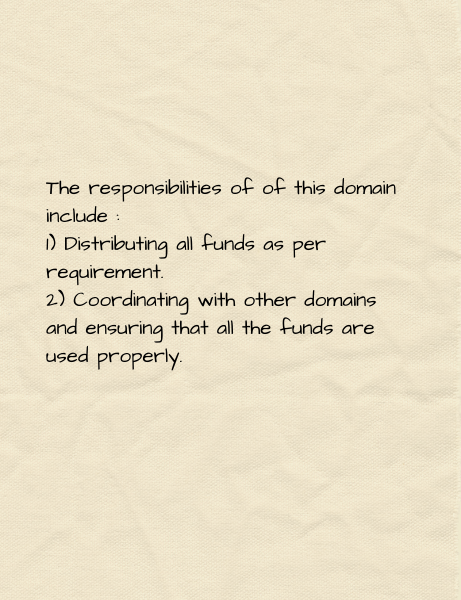 The responsibilities of of this domain
include :
1) Distributing all funds as per
requirement.
2) Coordinating with other domains
and ensuring that all the funds are
used properly.